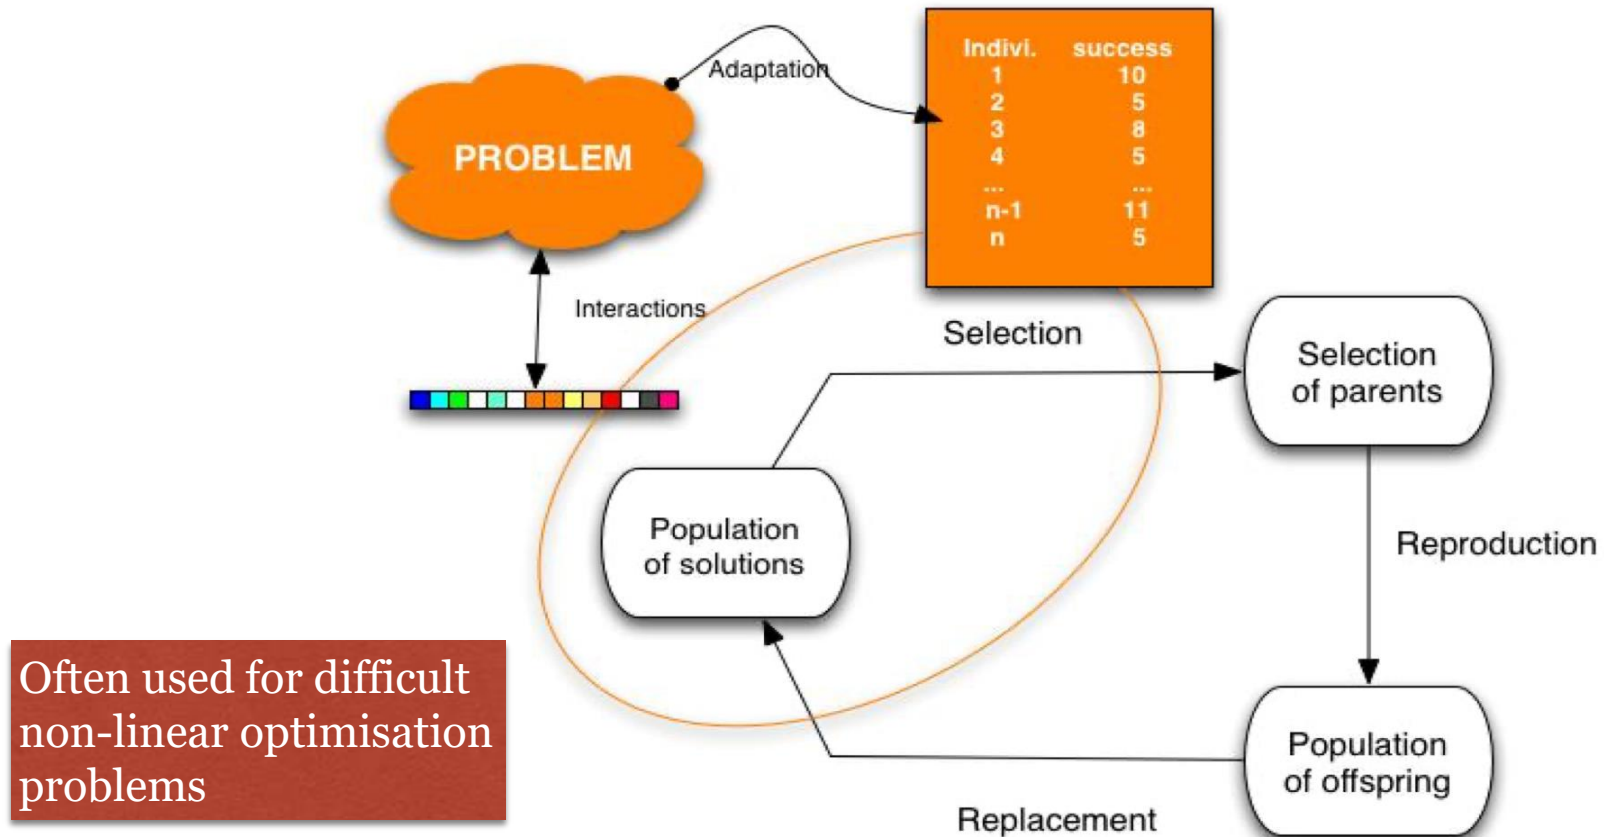 Adaptation
PROBLEM
Indivi. success
1 10
2 5
3 8
4 5
... ...
n-1 11
n 5
Interactions
Selection
Selection
of parents
Population
of solutions
Reproduction
Often used for difficult
non-linear optimisation
problems
Population
of offspring
Replacement